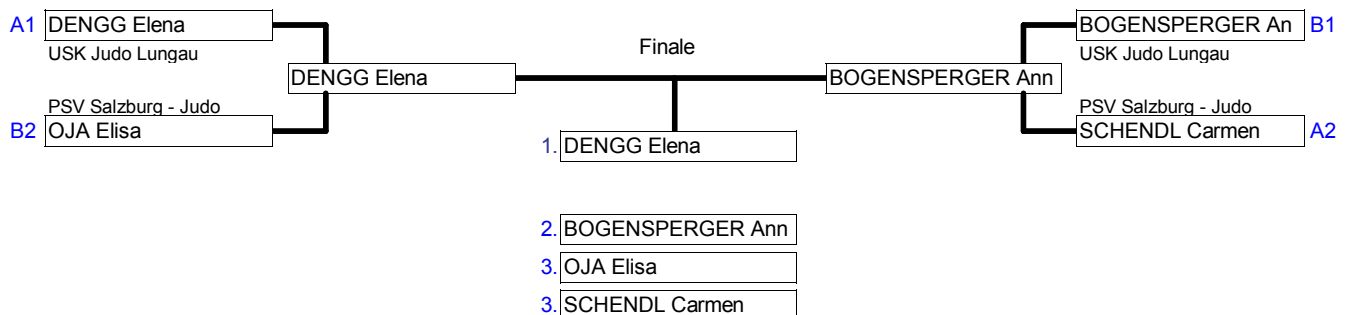 A1 DENGG Elena
USK Judo Lungau
DENGG Elena
PSV Salzburg - Judo
B2 OJA Elisa
Finale
BOGENSPERGER An B1
USK Judo Lungau
BOGENSPERGER Ann
PSV Salzburg - Judo
SCHENDL Carmen A2
1. DENGG Elena
2. BOGENSPERGER Ann
3. OJA Elisa
3. SCHENDL Carmen